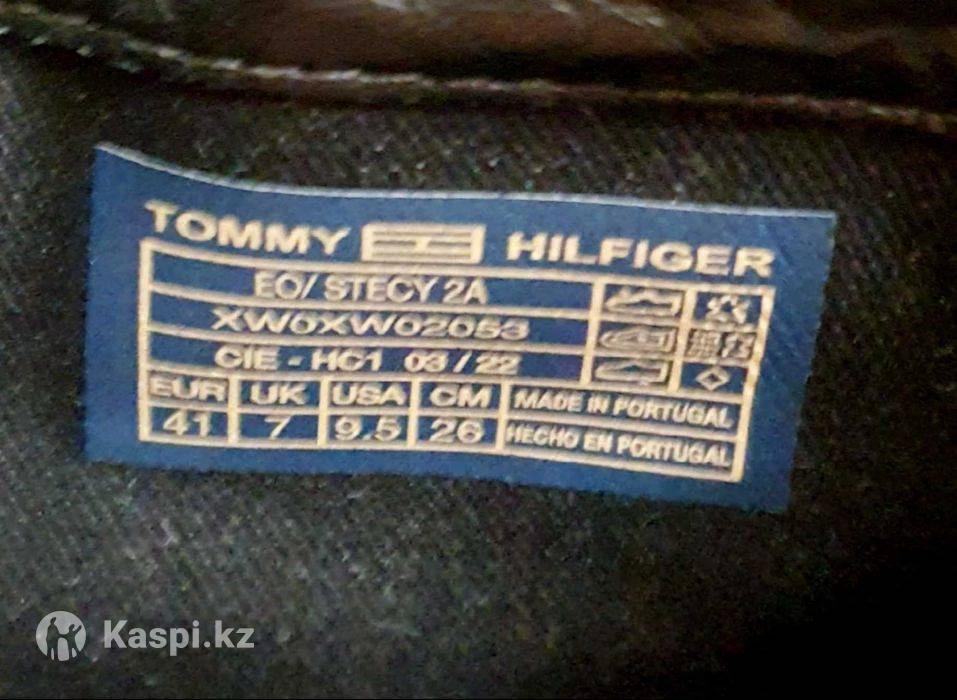 TOMMY HILFIGER
EO/ STECY 2A
XW0XW02053
CIE - HC1 03 / 22
EUR UK USA CM MADE IN PORTUGAL
41 7 9.5 26 HECHO EN PORTUGAL
Kaspi.kz